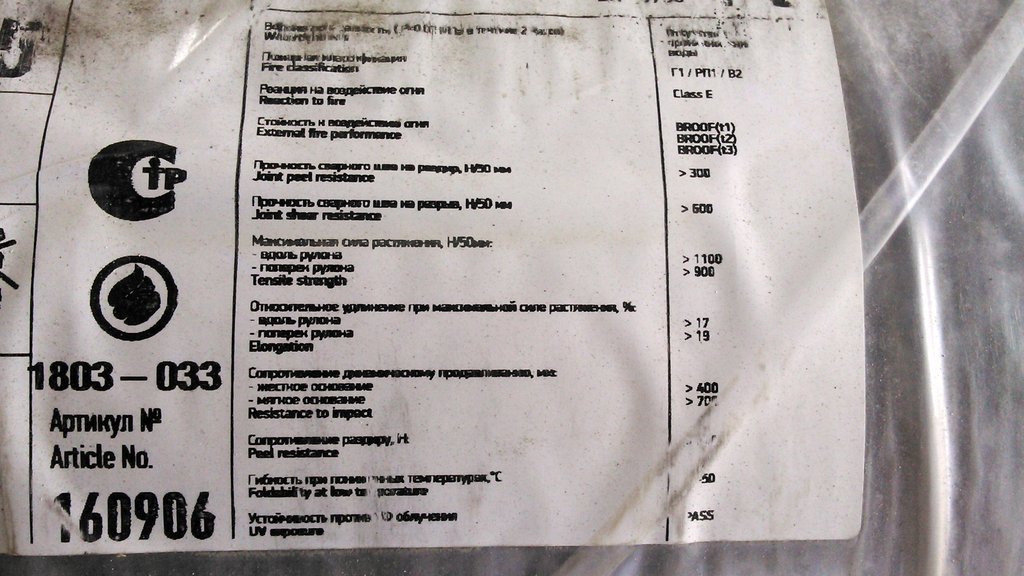 Fire classification
Г1 / РП1 / В2
Реакция на воздействие огня
Reaction to fire
Class E
Стойкость к воздействию огня
External fire performance
BROOF(t1)
BROOF(t2)
BROOF(t3)
Прочность сварного шва на раздир, Н/50 мм
Joint peel resistance
> 300
Прочность сварного шва на разрыв, Н/50 мм
Joint shear resistance
> 600
Максимальная сила растяжения, Н/50мм:
- вдоль рулона
> 1100
- поперек рулона
> 900
Tensile strength
Относительное удлинение при максимальной силе растяжения, %:
- вдоль рулона
> 17
- поперек рулона
> 19
Elongation
Сопротивление динамическому продавливанию, мм:
- жесткое основание
> 400
- мягкое основание
> 700
Resistance to impact
Сопротивление раздиру, Н:
Peel resistance
Гибкость при температурах, °C
Foldability at low
Устойчивость против облучения
UV exposure
1803 – 033
Артикул №
Article No.
160906